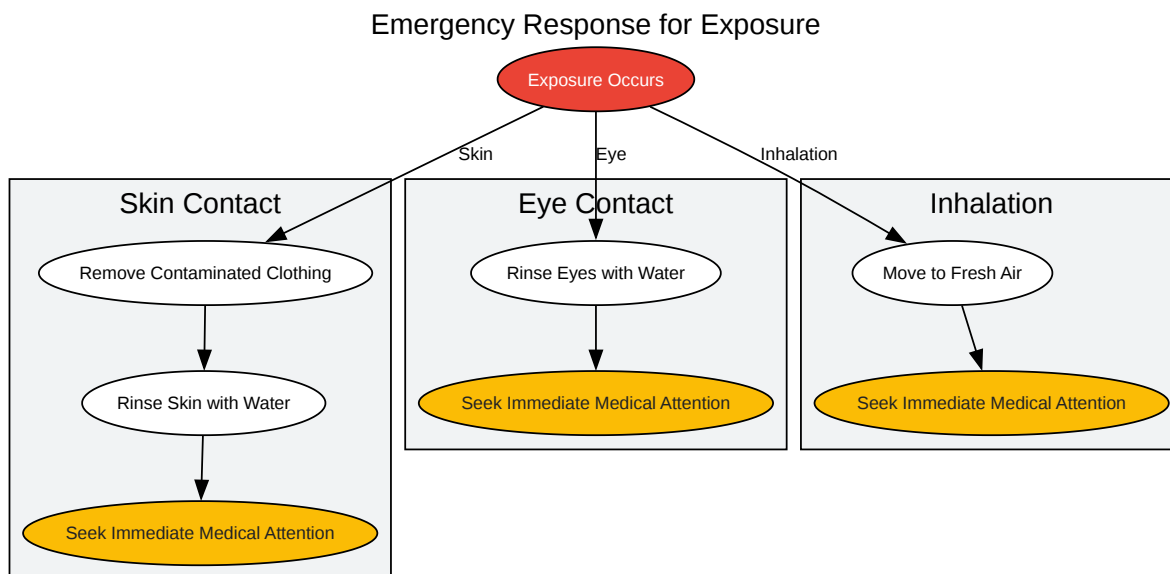 Emergency Response for Exposure
Exposure Occurs
Skin
Eye
Inhalation
Skin Contact
Remove Contaminated Clothing
Rinse Skin with Water
Seek Immediate Medical Attention
Eye Contact
Rinse Eyes with Water
Seek Immediate Medical Attention
Inhalation
Move to Fresh Air
Seek Immediate Medical Attention